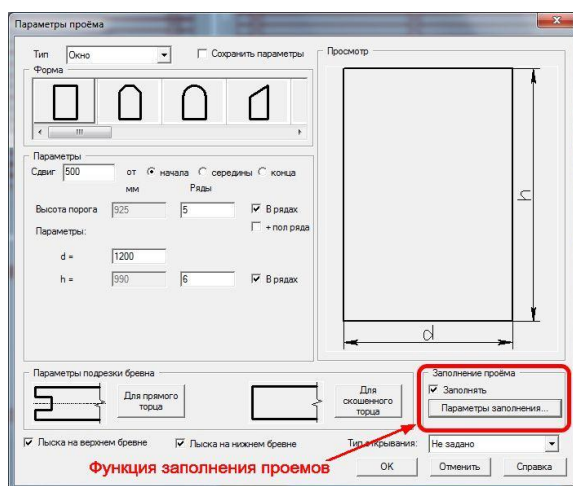 Параметры проёма
Тип Окно Сохранить параметры Просмотр
Форма
Параметры
Сдвиг 500 от начала середины конца
мм Ряды
Высота порога 925 5 В рядах
Параметры: + пол ряда
d = 1200
h = 990 6 В рядах
h
d
Параметры подрезки бревна
Для прямого торца
Для скошенного торца
Заполнение проёма
Заполнять
Параметры заполнения...
Лыска на верхнем бревне Лыска на нижнем бревне Тип открывания: Не задано
Функция заполнения проемов
ОК Отменить Справка